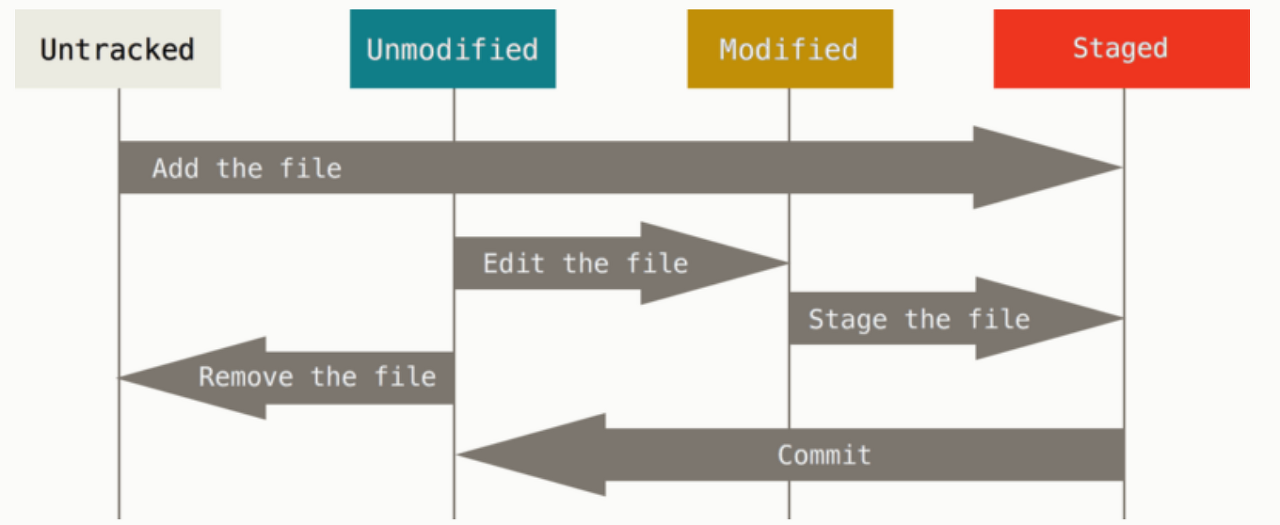 Untracked
Unmodified
Modified
Staged
Add the file
Edit the file
Stage the file
Remove the file
Commit